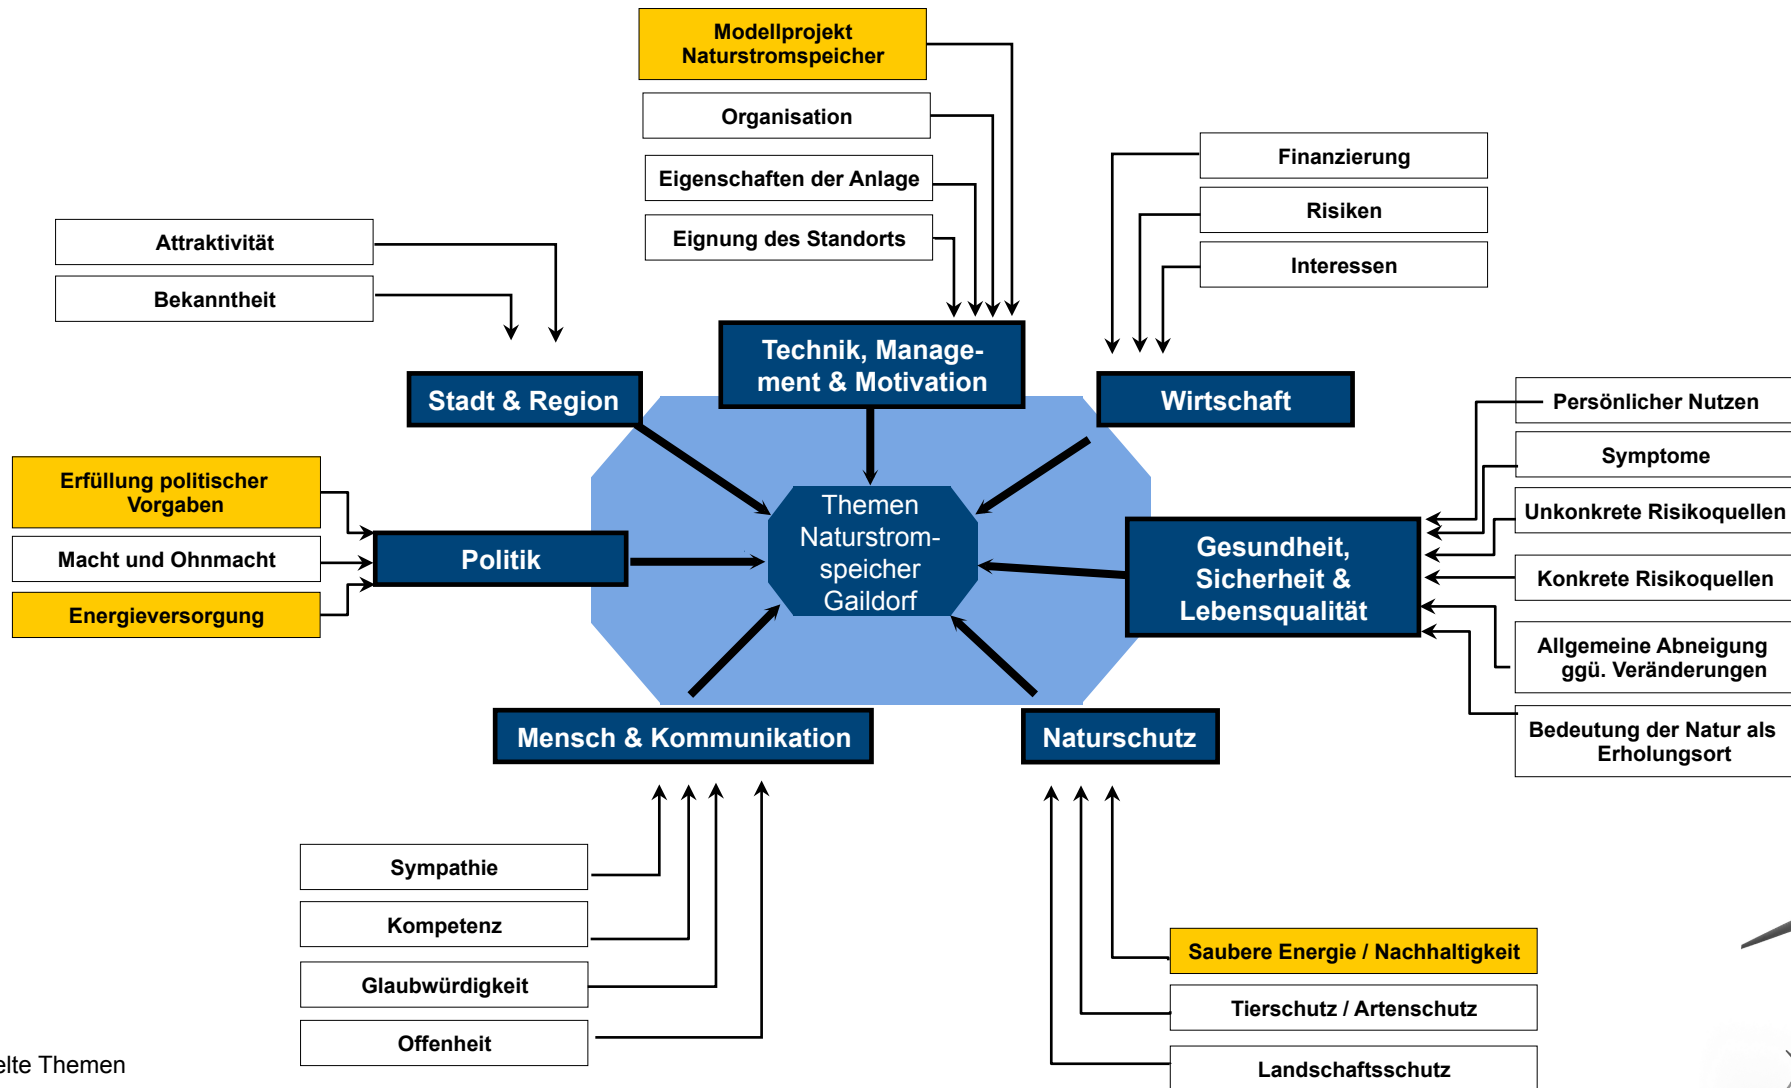 Modellprojekt
Naturstromspeicher
Organisation
Eigenschaften der Anlage
Eignung des Standorts
Finanzierung
Risiken
Interessen
Attraktivität
Bekanntheit
Technik, Manage-
ment & Motivation
Stadt & Region
Wirtschaft
Persönlicher Nutzen
Symptome
Unkonkrete Risikoquellen
Konkrete Risikoquellen
Allgemeine Abneigung
ggü. Veränderungen
Bedeutung der Natur als
Erholungsort
Erfüllung politischer
Vorgaben
Macht und Ohnmacht
Energieversorgung
Politik
Themen
Naturstrom-
speicher
Gaildorf
Gesundheit,
Sicherheit &
Lebensqualität
Mensch & Kommunikation
Naturschutz
Sympathie
Kompetenz
Glaubwürdigkeit
Offenheit
Saubere Energie / Nachhaltigkeit
Tierschutz / Artenschutz
Landschaftsschutz
Themen